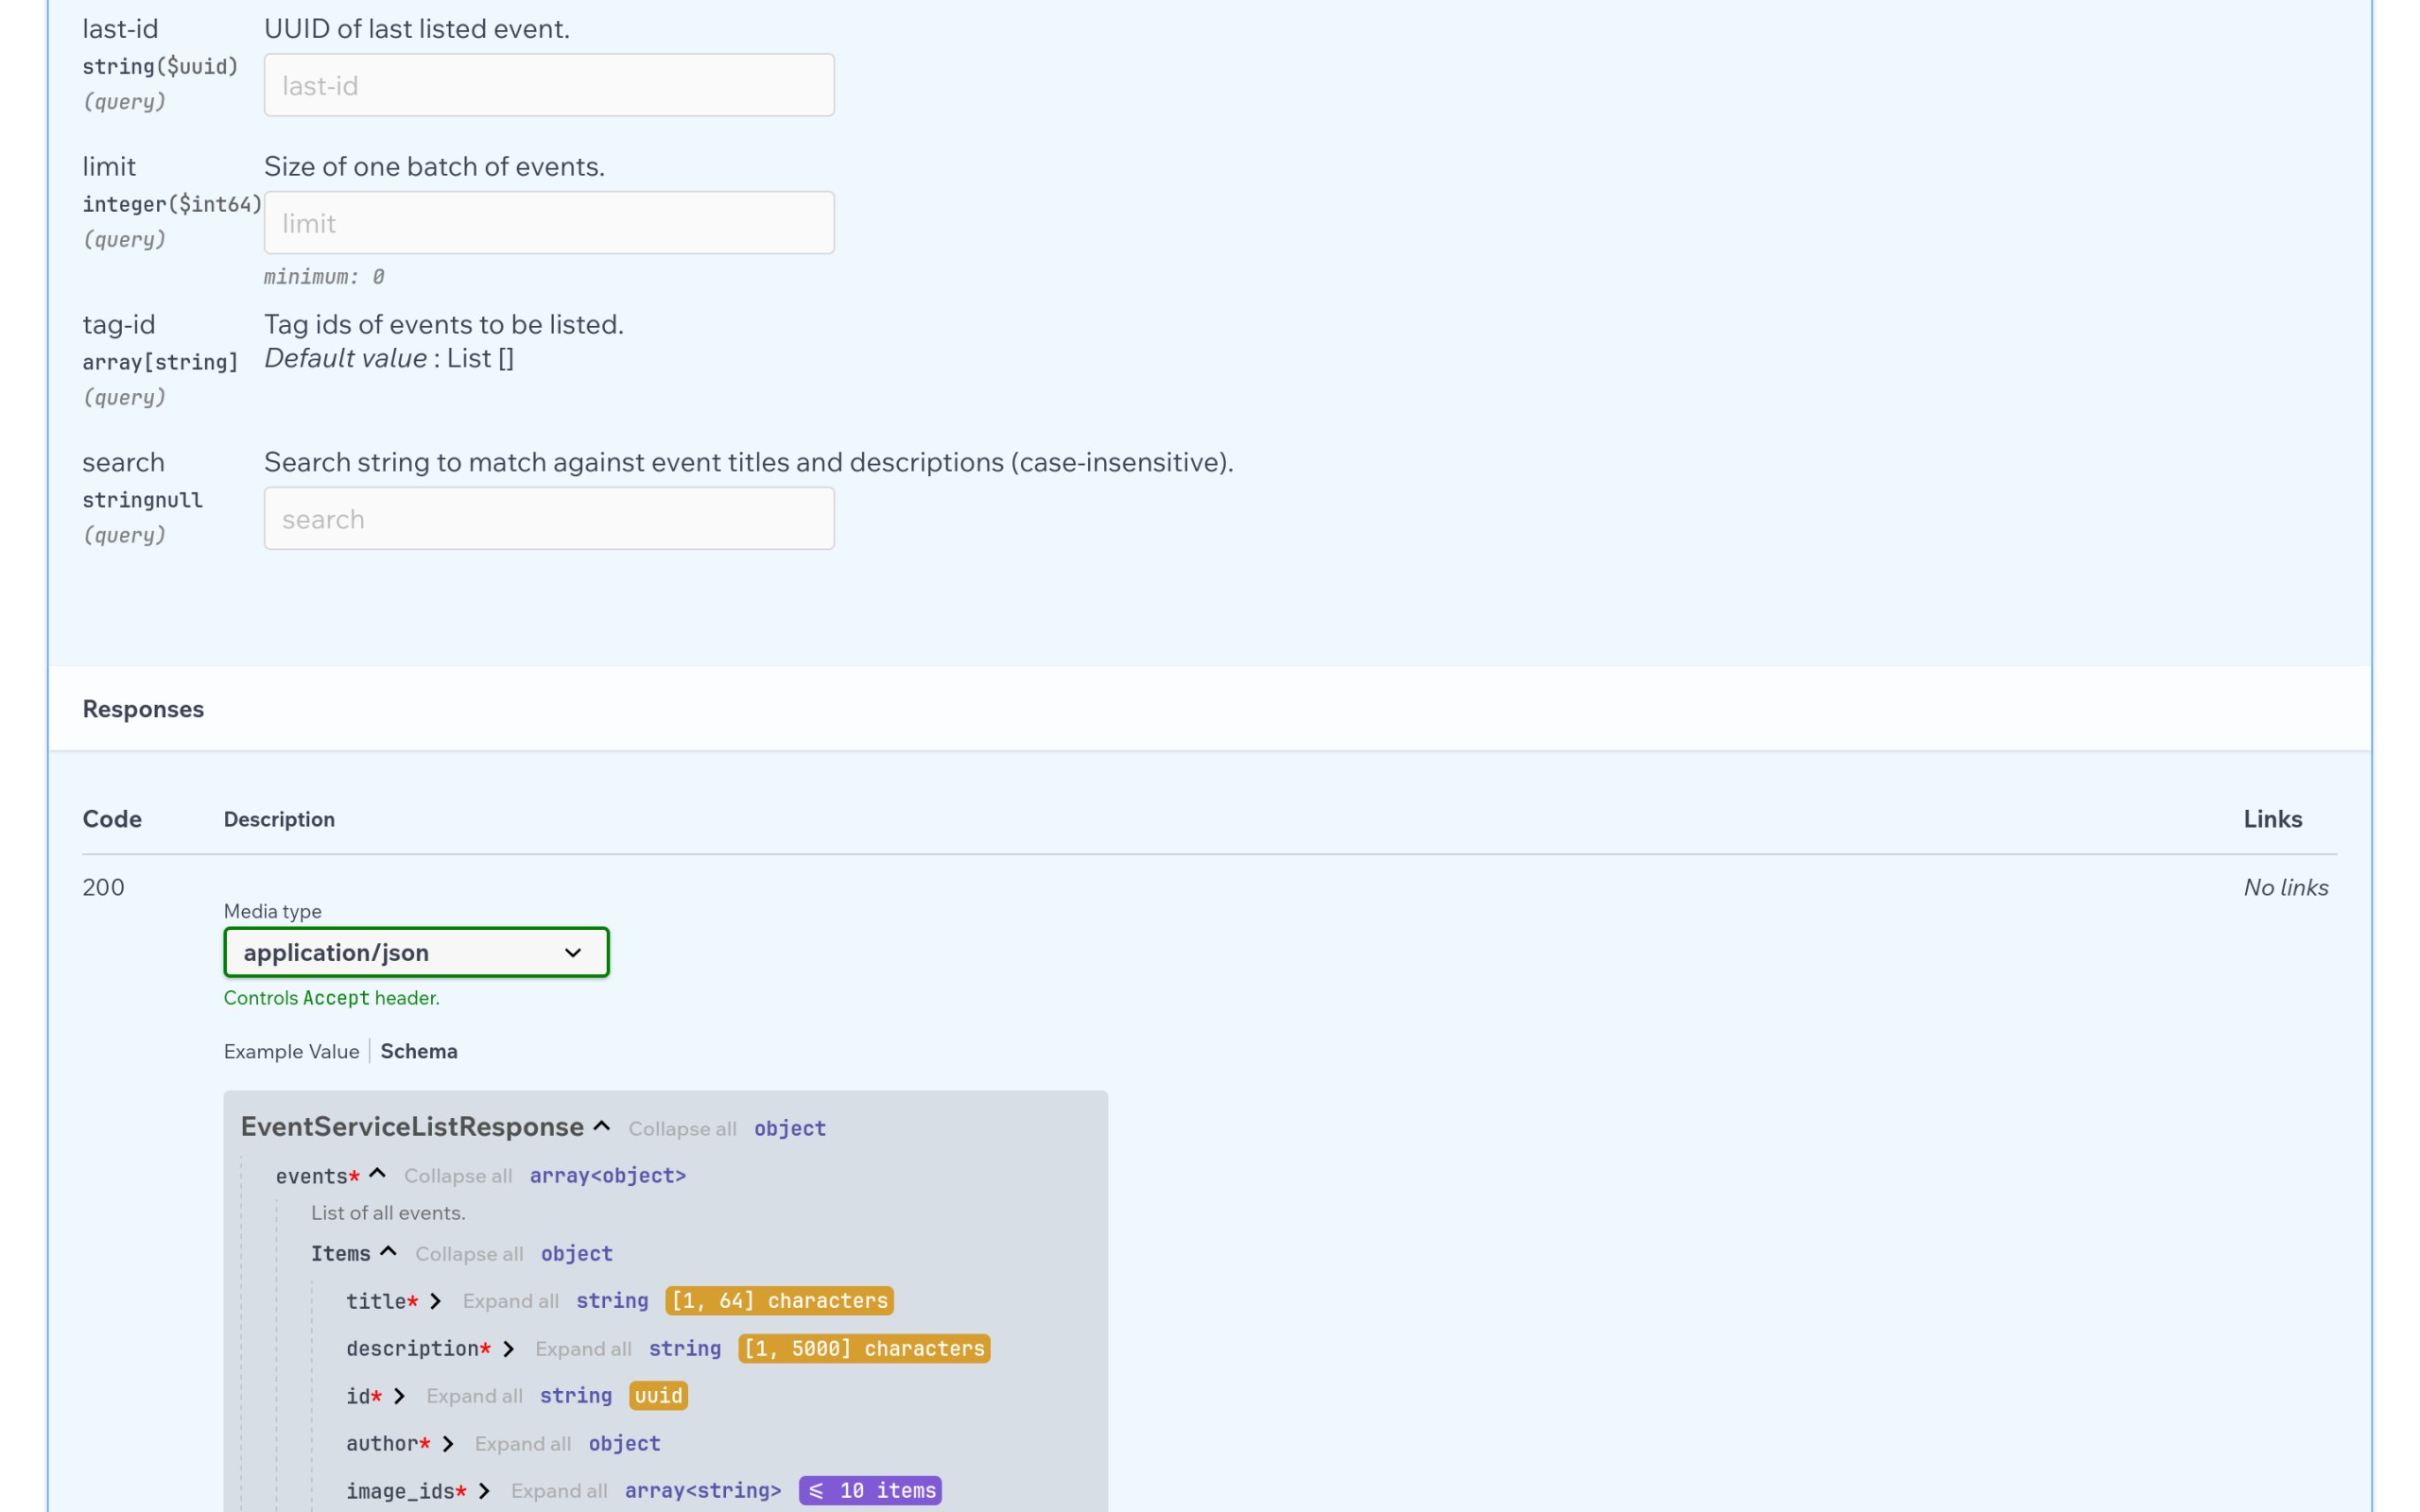 last-id
UUID of last listed event.
string($uuid)
(query)
last-id
limit
Size of one batch of events.
integer($int64)
(query)
limit
minimum: 0
tag-id
Tag ids of events to be listed.
array[string]
Default value : List []
(query)
search
Search string to match against event titles and descriptions (case-insensitive).
stringnull
(query)
search
Responses
Code Description Links
200 No links
Media type
application/json
Controls Accept header.
Example Value Schema
EventServiceListResponse Collapse all object
events* Collapse all array<object>
List of all events.
Items Collapse all object
title* Expand all string [1, 64] characters
description* Expand all string [1, 5000] characters
id* Expand all string uuid
author* Expand all object
image_ids* Expand all array<string> ≤ 10 items